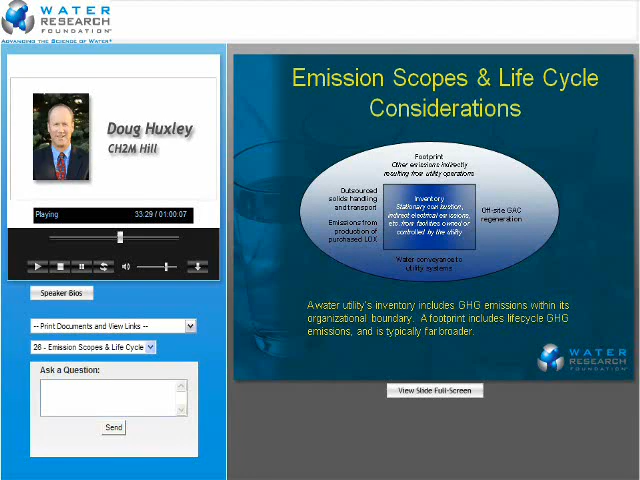 WATER
RESEARCH
FOUNDATION
ADVANCING THE SCIENCE OF WATER
Doug Huxley
CH2M Hill
Playing
33:29 / 01:00:07
Speaker Bios
-- Print Documents and View Links --
26 - Emission Scopes & Life Cycle
Ask a Question:
Send
Emission Scopes & Life Cycle
Considerations
Footprint
Other emissions indirectly
resulting from utility operations
Outsourced
solids handling
and transport
Emissions from
production of
purchased LOX
Inventory
Stationary combustion,
indirect electrical emissions,
etc. from facilities owned or
controlled by the utility
Off-site GAC
regeneration
Water conveyance to
utility systems
A water utility's inventory includes GHG emissions within its
organizational boundary. A footprint includes lifecycle GHG
emissions, and is typically far broader.
WATER
RESEARCH
FOUNDATION
View Slide Full-Screen